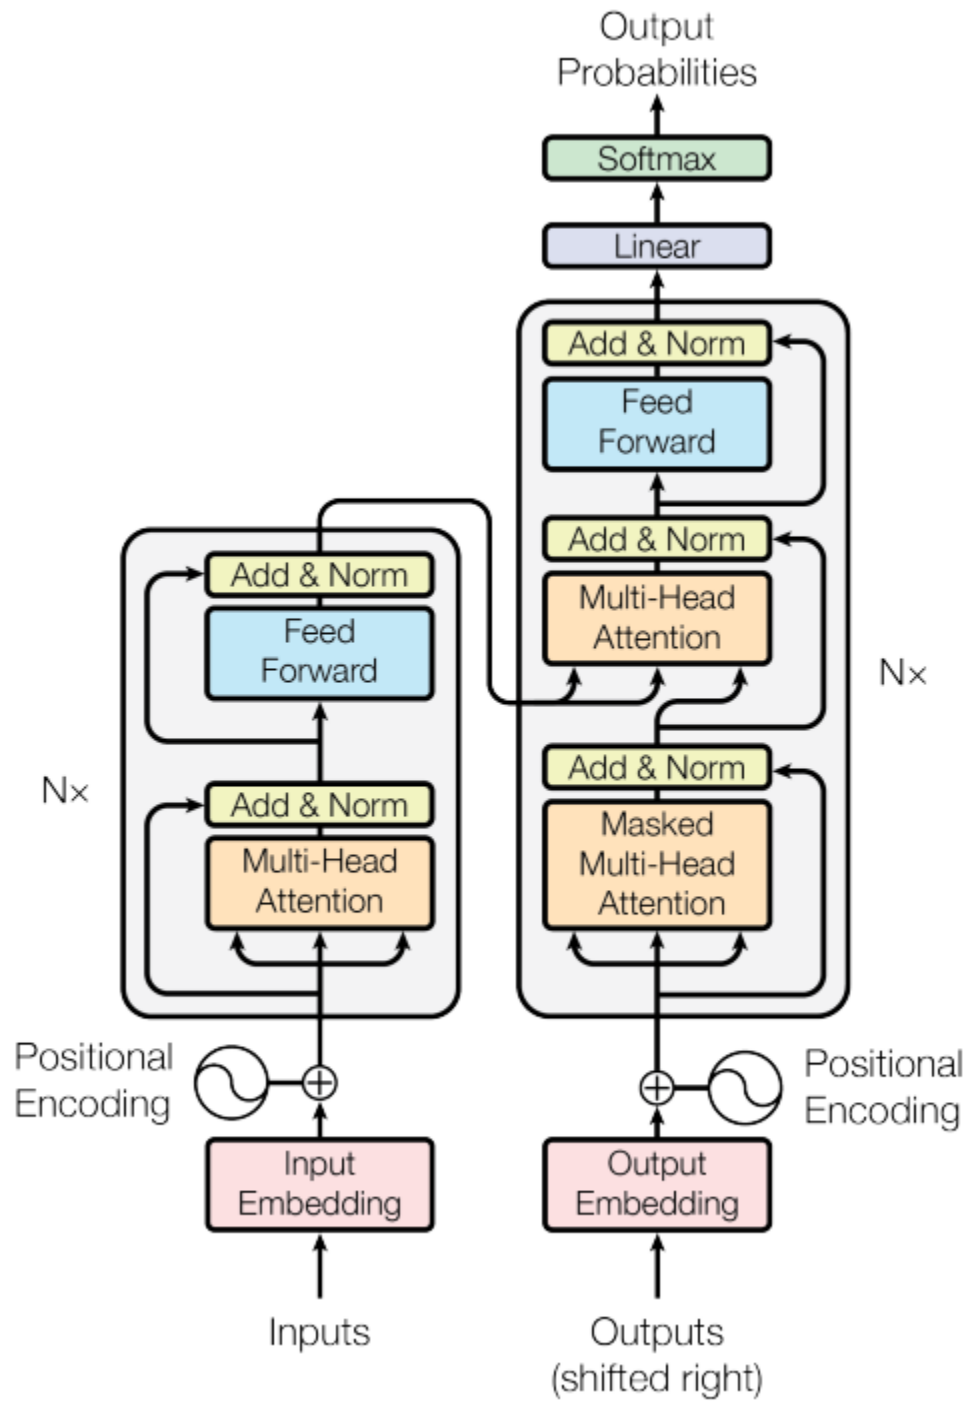 Output
Probabilities
Softmax
Linear
Add & Norm
Feed
Forward
Add & Norm
Multi-Head
Attention
Add & Norm
Masked
Multi-Head
Attention
N×
Add & Norm
Feed
Forward
Add & Norm
Multi-Head
Attention
N×
Positional
Encoding
Positional
Encoding
Input
Embedding
Output
Embedding
Inputs
Outputs
(shifted right)